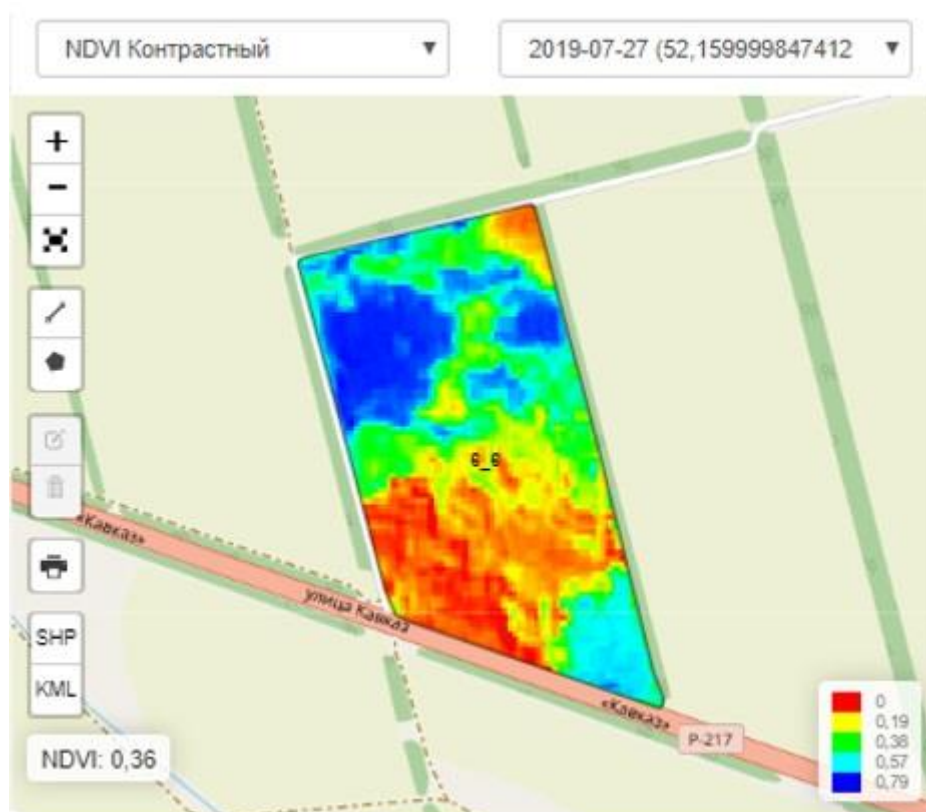 NDVI Контрастный
2019-07-27 (52,159999847412
6_6
«Кавказ»
улица Кавказ
«Кавказ»
Р-217
SHP
KML
NDVI: 0,36
0
0,19
0,38
0,57
0,79